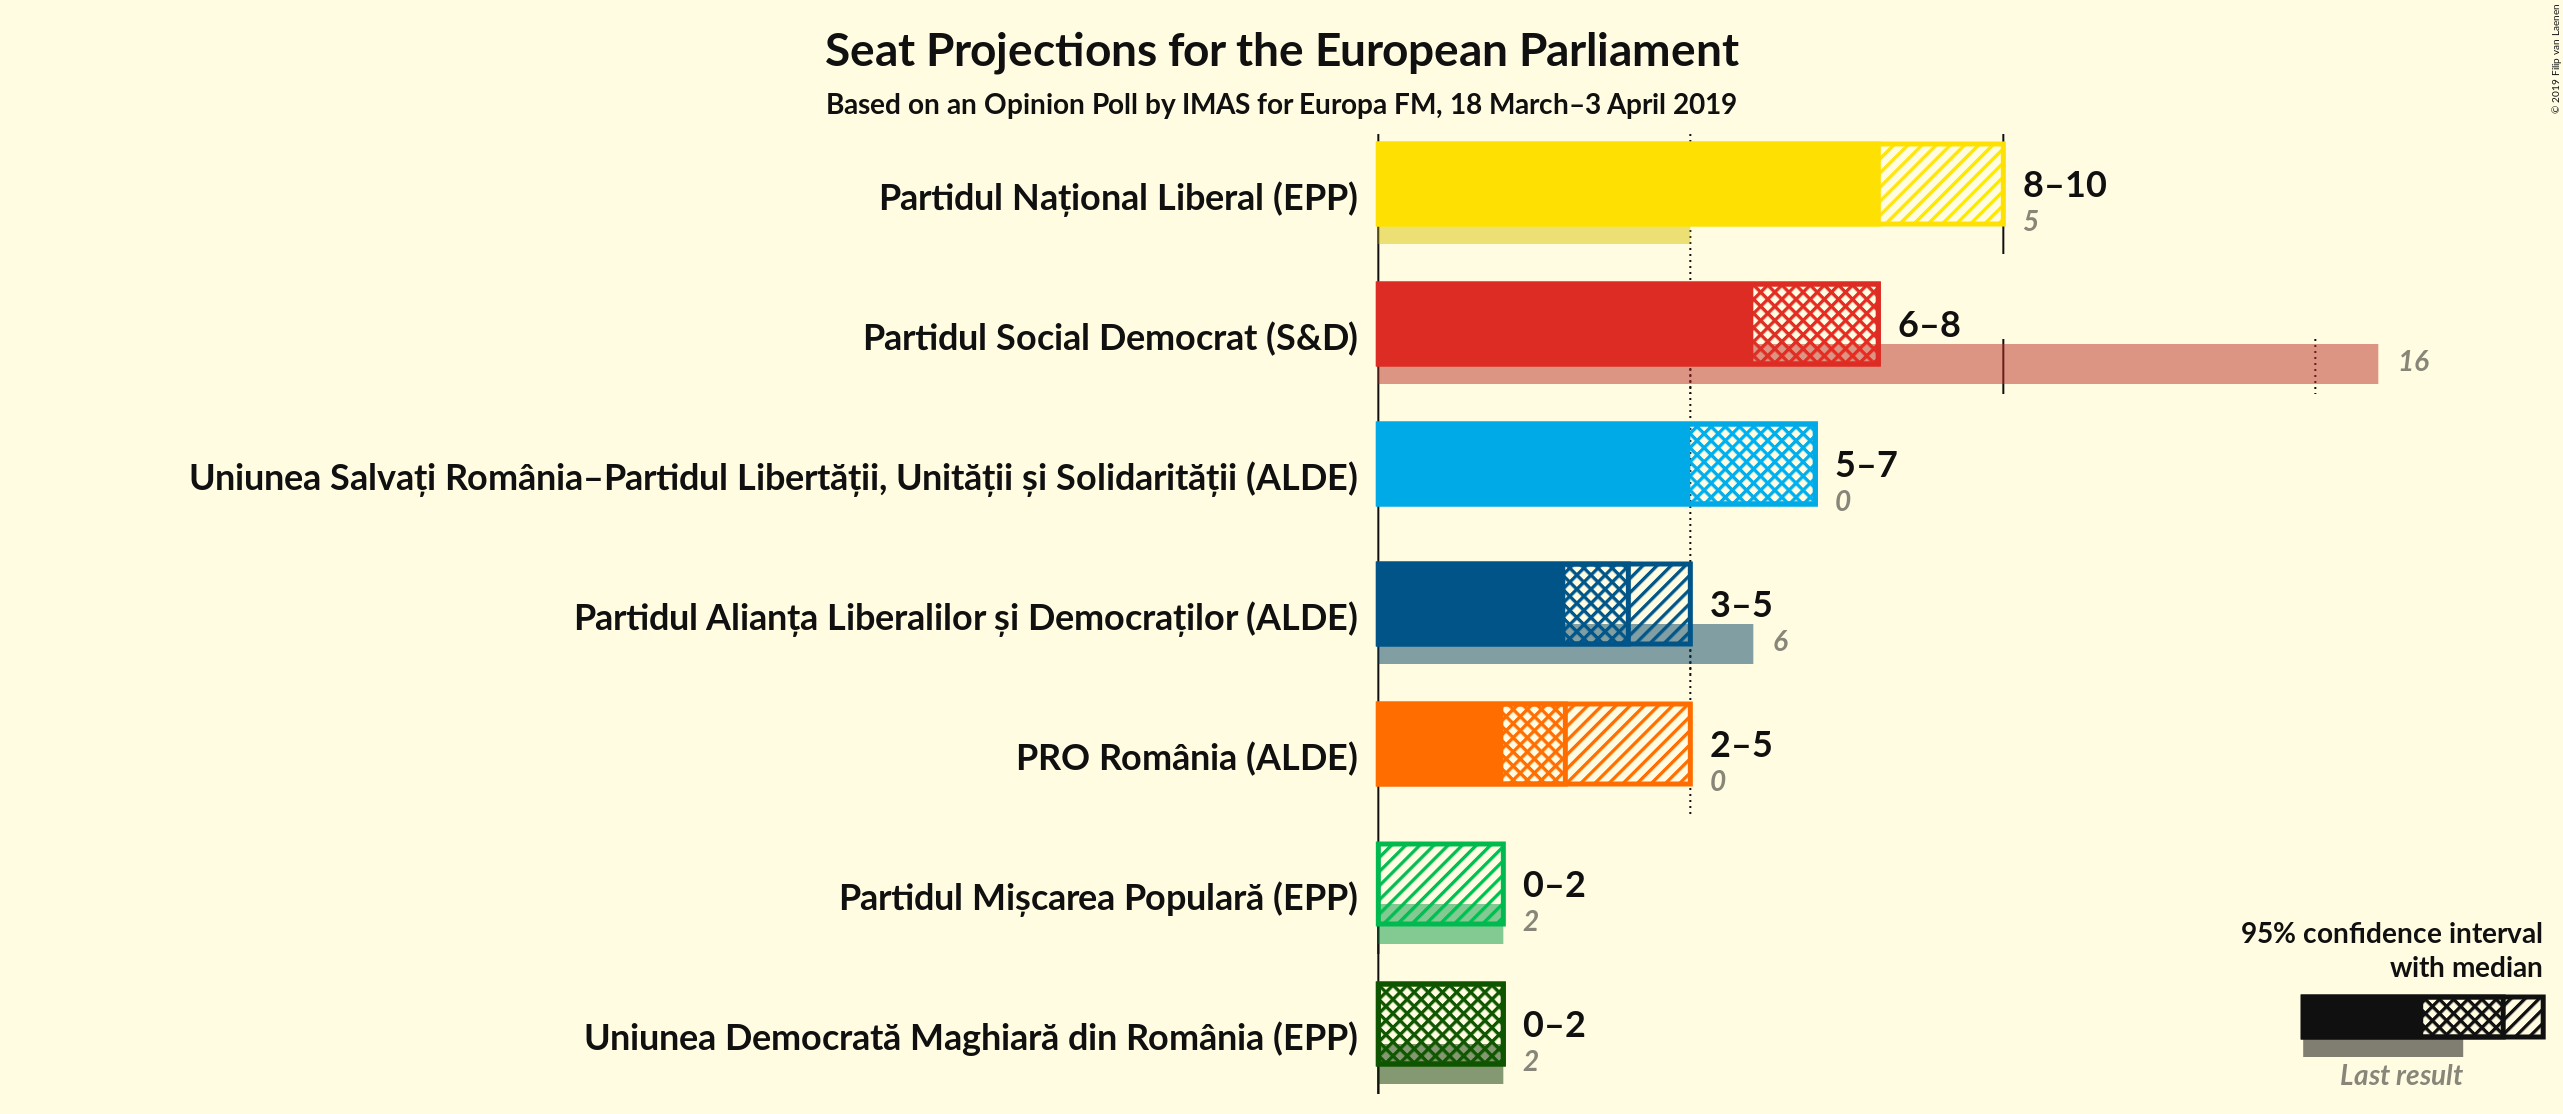 Seat Projections for the European Parliament
Based on an Opinion Poll by IMAS for Europa FM, 18 March–3 April 2019
© 2019 Filip van Laenen
Partidul Național Liberal (EPP)
8–10
5
Partidul Social Democrat (S&D)
6–8
16
Uniunea Salvați România–Partidul Libertății, Unității și Solidarității (ALDE)
5–7
0
Partidul Alianța Liberalilor și Democraților (ALDE)
3–5
6
PRO România (ALDE)
2–5
0
Partidul Mișcarea Populară (EPP)
0–2
2
Uniunea Democrată Maghiară din România (EPP)
0–2
2
95% confidence interval
with median
Last result